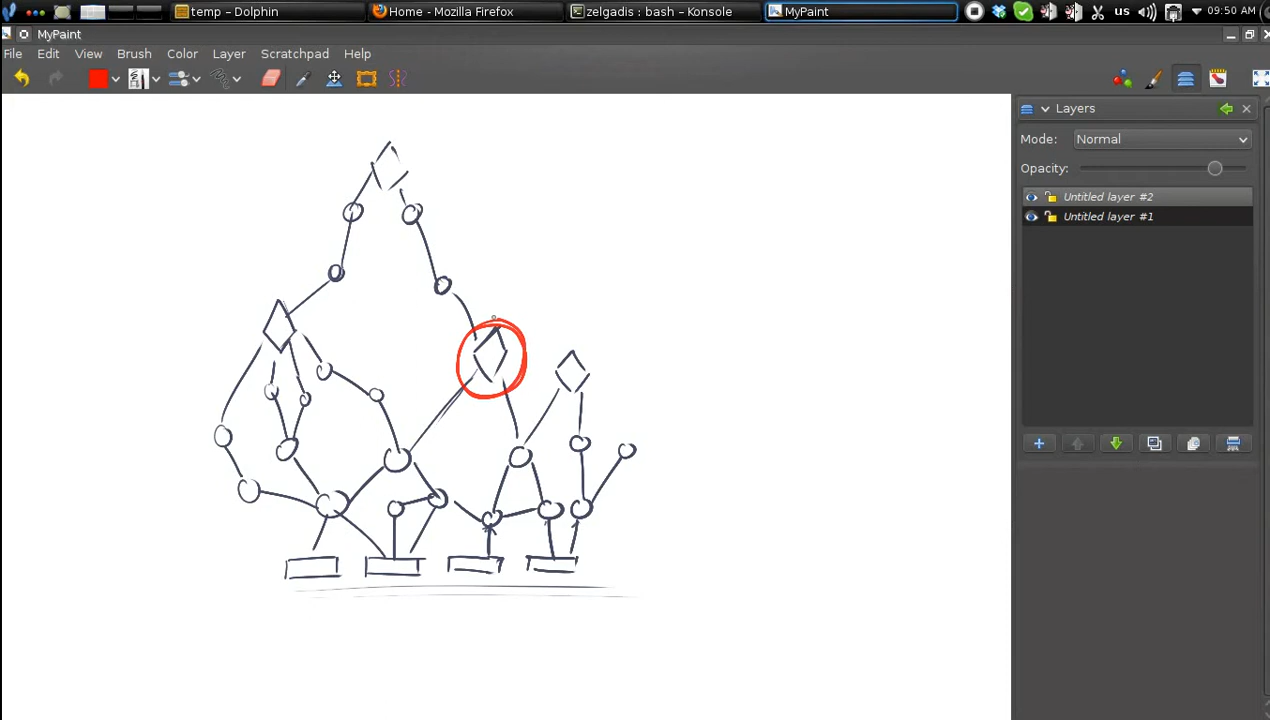 temp – Dolphin
Home - Mozilla Firefox
zelgadis : bash – Konsole
MyPaint
us
09:50 AM
MyPaint
File Edit View Brush Color Layer Scratchpad Help
Layers
Mode: Normal
Opacity:
Untitled layer #2
Untitled layer #1